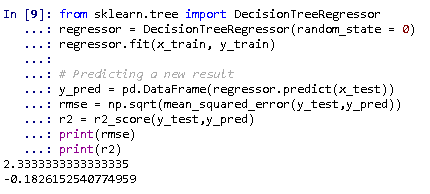 In [9]: from sklearn.tree import DecisionTreeRegressor
...: regressor = DecisionTreeRegressor(random_state = 0)
...: regressor.fit(x_train, y_train)
...:
...: # Predicting a new result
...: y_pred = pd.DataFrame(regressor.predict(x_test))
...: rmse = np.sqrt(mean_squared_error(y_test,y_pred))
...: r2 = r2_score(y_test,y_pred)
...: print(rmse)
...: print(r2)
2.3333333333333335
-0.1826152540774959